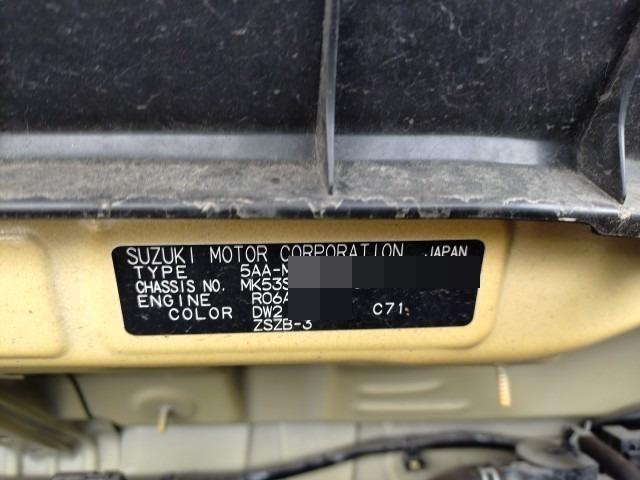 SUZUKI MOTOR CORPORATION JAPAN
TYPE 5AA-M
CHASSIS NO. MK53S
ENGINE R06A
COLOR DW2 C71
ZSZB-3